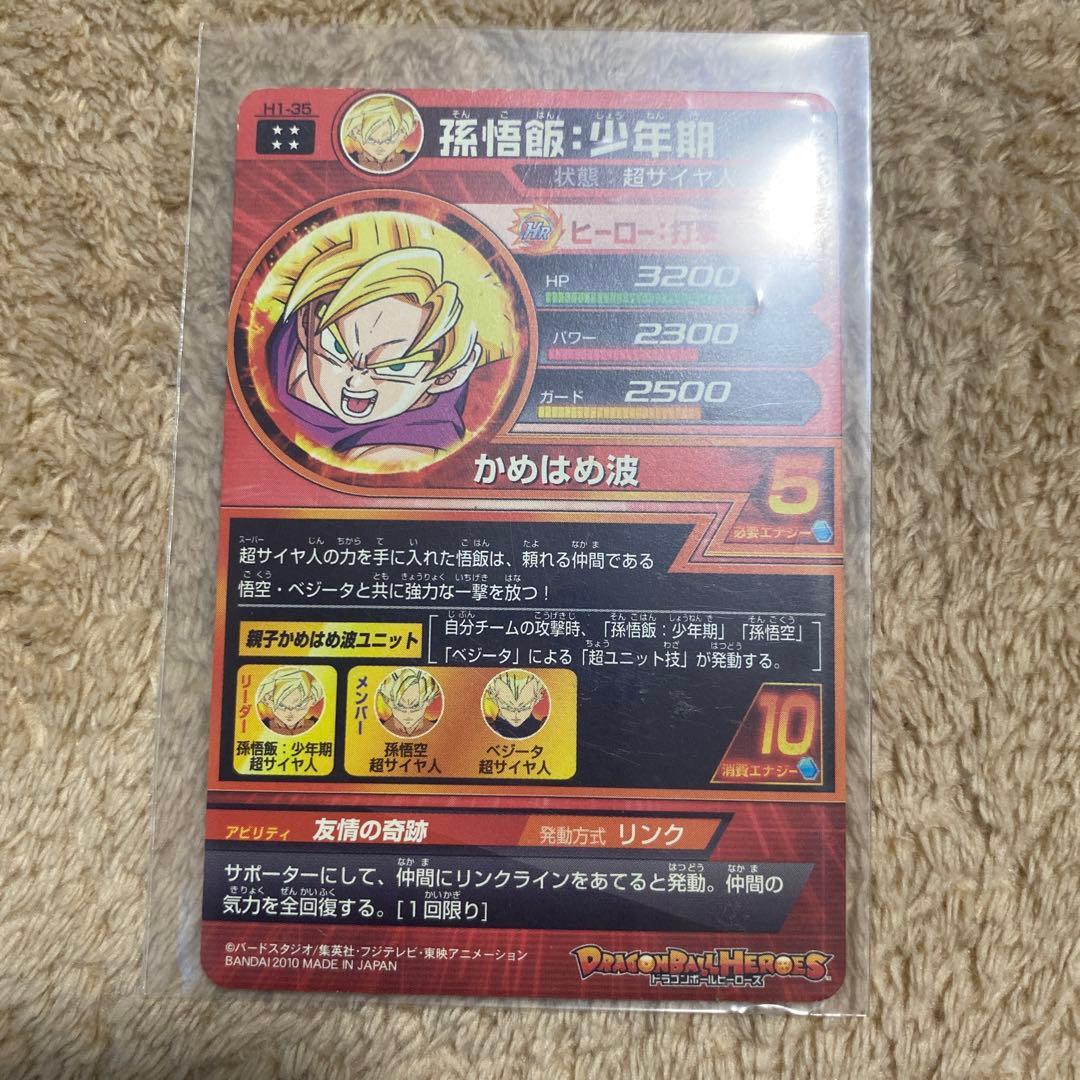 H1-35
孫悟飯:少年期
状態:超サイヤ人
HR ヒーロー:打撃
HP 3200
パワー 2300
ガード 2500
かめはめ波
5
必要エナジー
超サイヤ人の力を手に入れた悟飯は、頼れる仲間である
悟空・ベジータと共に強力な一撃を放つ!
親子かめはめ波ユニット
自分チームの攻撃時、「孫悟飯:少年期」「孫悟空」
「ベジータ」による「超ユニット技」が発動する。
リーダー
孫悟飯:少年期
超サイヤ人
メンバー
孫悟空
超サイヤ人
ベジータ
超サイヤ人
10
消費エナジー
アビリティ 友情の奇跡
発動方式 リンク
サポーターにして、仲間にリンクラインをあてると発動。仲間の
気力を全回復する。[1回限り]
©バードスタジオ/集英社・フジテレビ・東映アニメーション
BANDAI 2010 MADE IN JAPAN
DRAGONBALL HEROES
ドラゴンボールヒーローズ